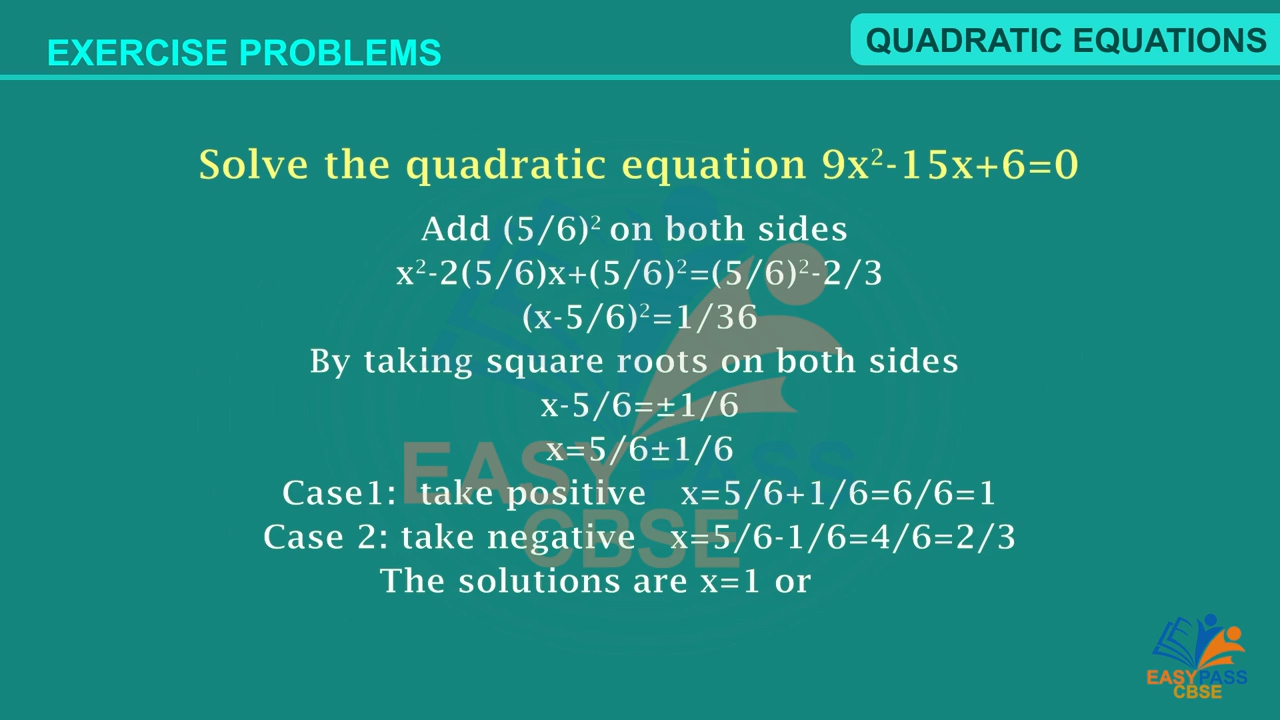 EXERCISE PROBLEMS
QUADRATIC EQUATIONS
Solve the quadratic equation 9x²-15x+6=0
Add (5/6)² on both sides
x²-2(5/6)x+(5/6)²=(5/6)²-2/3
(x-5/6)²=1/36
By taking square roots on both sides
x-5/6=±1/6
x=5/6±1/6
Case1: take positive x=5/6+1/6=6/6=1
Case 2: take negative x=5/6-1/6=4/6=2/3
The solutions are x=1 or
EASYPASS
CBSE
EASYPASS
CBSE